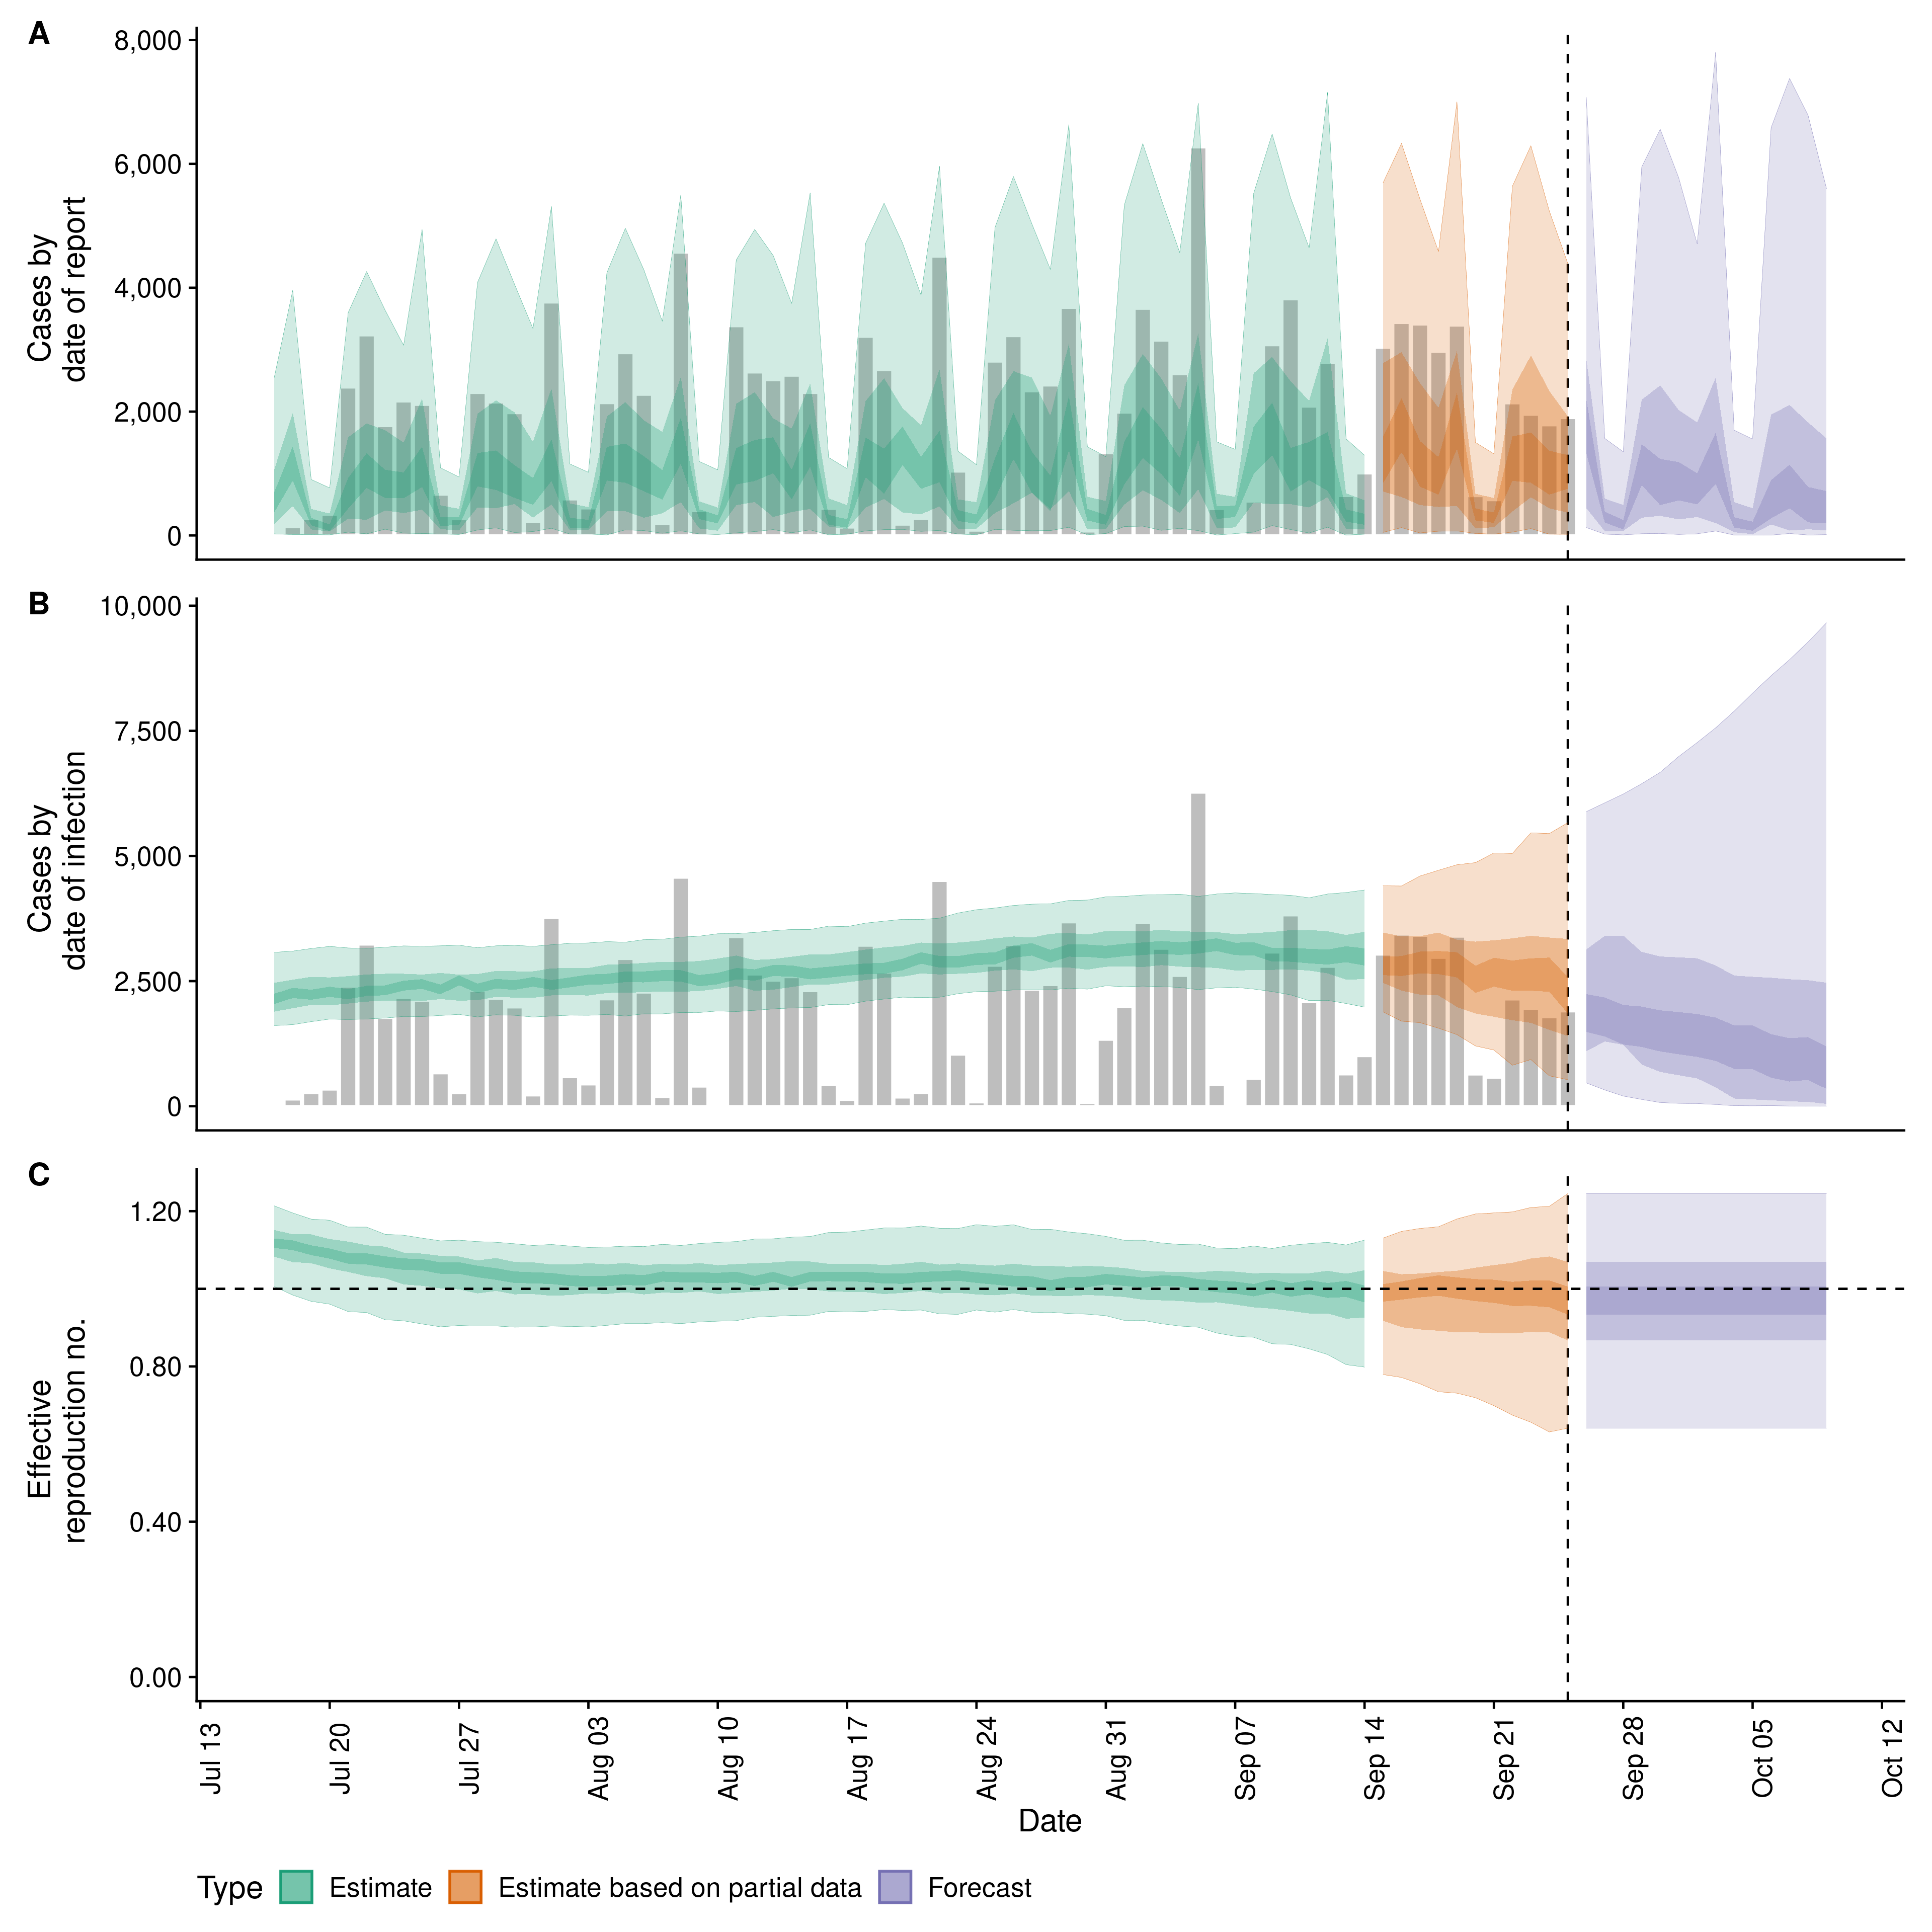 A
8,000
6,000
4,000
2,000
0
Cases by
date of report
B
10,000
7,500
5,000
2,500
0
Cases by
date of infection
C
1.20
0.80
0.40
0.00
Effective
reproduction no.
Jul 13
Jul 20
Jul 27
Aug 03
Aug 10
Aug 17
Aug 24
Aug 31
Sep 07
Sep 14
Sep 21
Sep 28
Oct 05
Oct 12
Date
Type Estimate Estimate based on partial data Forecast